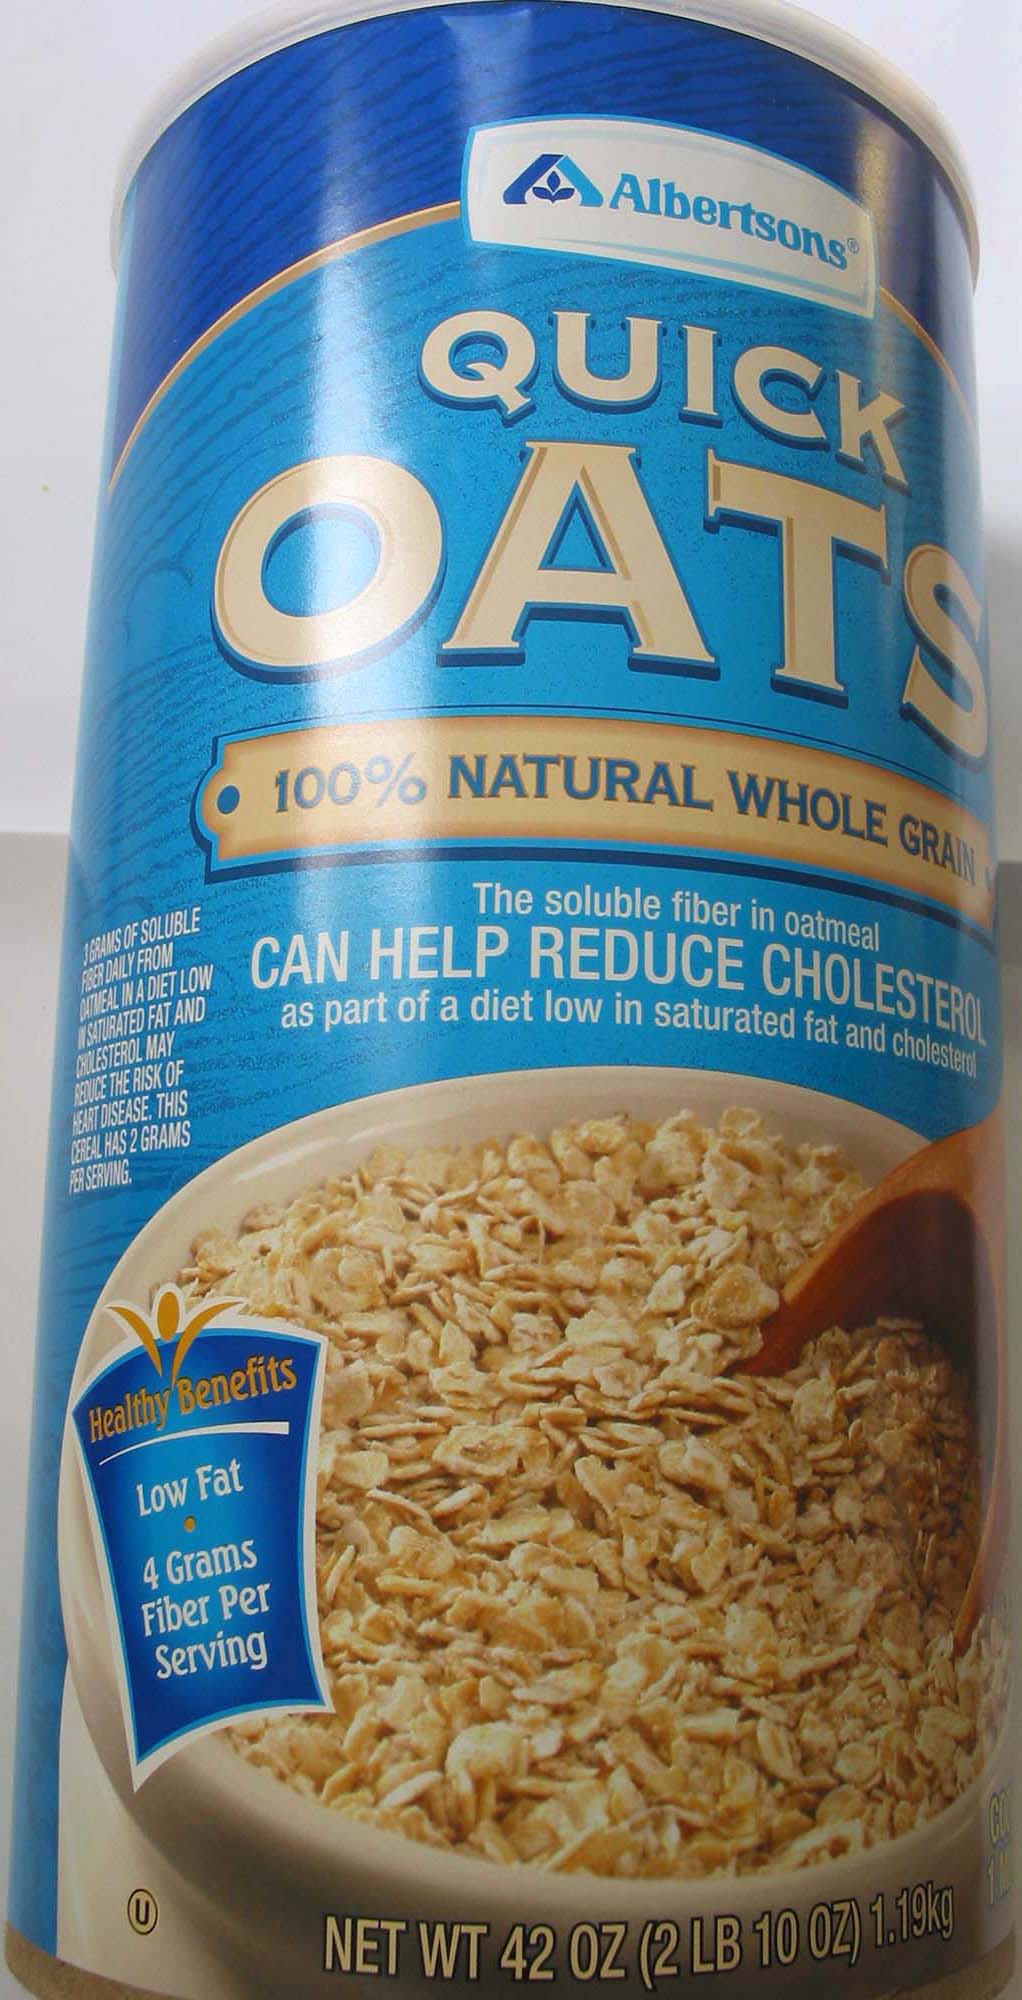 Albertsons®
QUICK
OATS
100% NATURAL WHOLE GRAIN
The soluble fiber in oatmeal
CAN HELP REDUCE CHOLESTEROL
as part of a diet low in saturated fat and cholesterol
3 GRAMS OF SOLUBLE
FIBER DAILY FROM
OATMEAL IN A DIET LOW
IN SATURATED FAT AND
CHOLESTEROL MAY
REDUCE THE RISK OF
HEART DISEASE. THIS
CEREAL HAS 2 GRAMS
PER SERVING.
Healthy Benefits
Low Fat
•
4 Grams
Fiber Per
Serving
U
NET WT 42 OZ (2 LB 10 OZ) 1.19kg